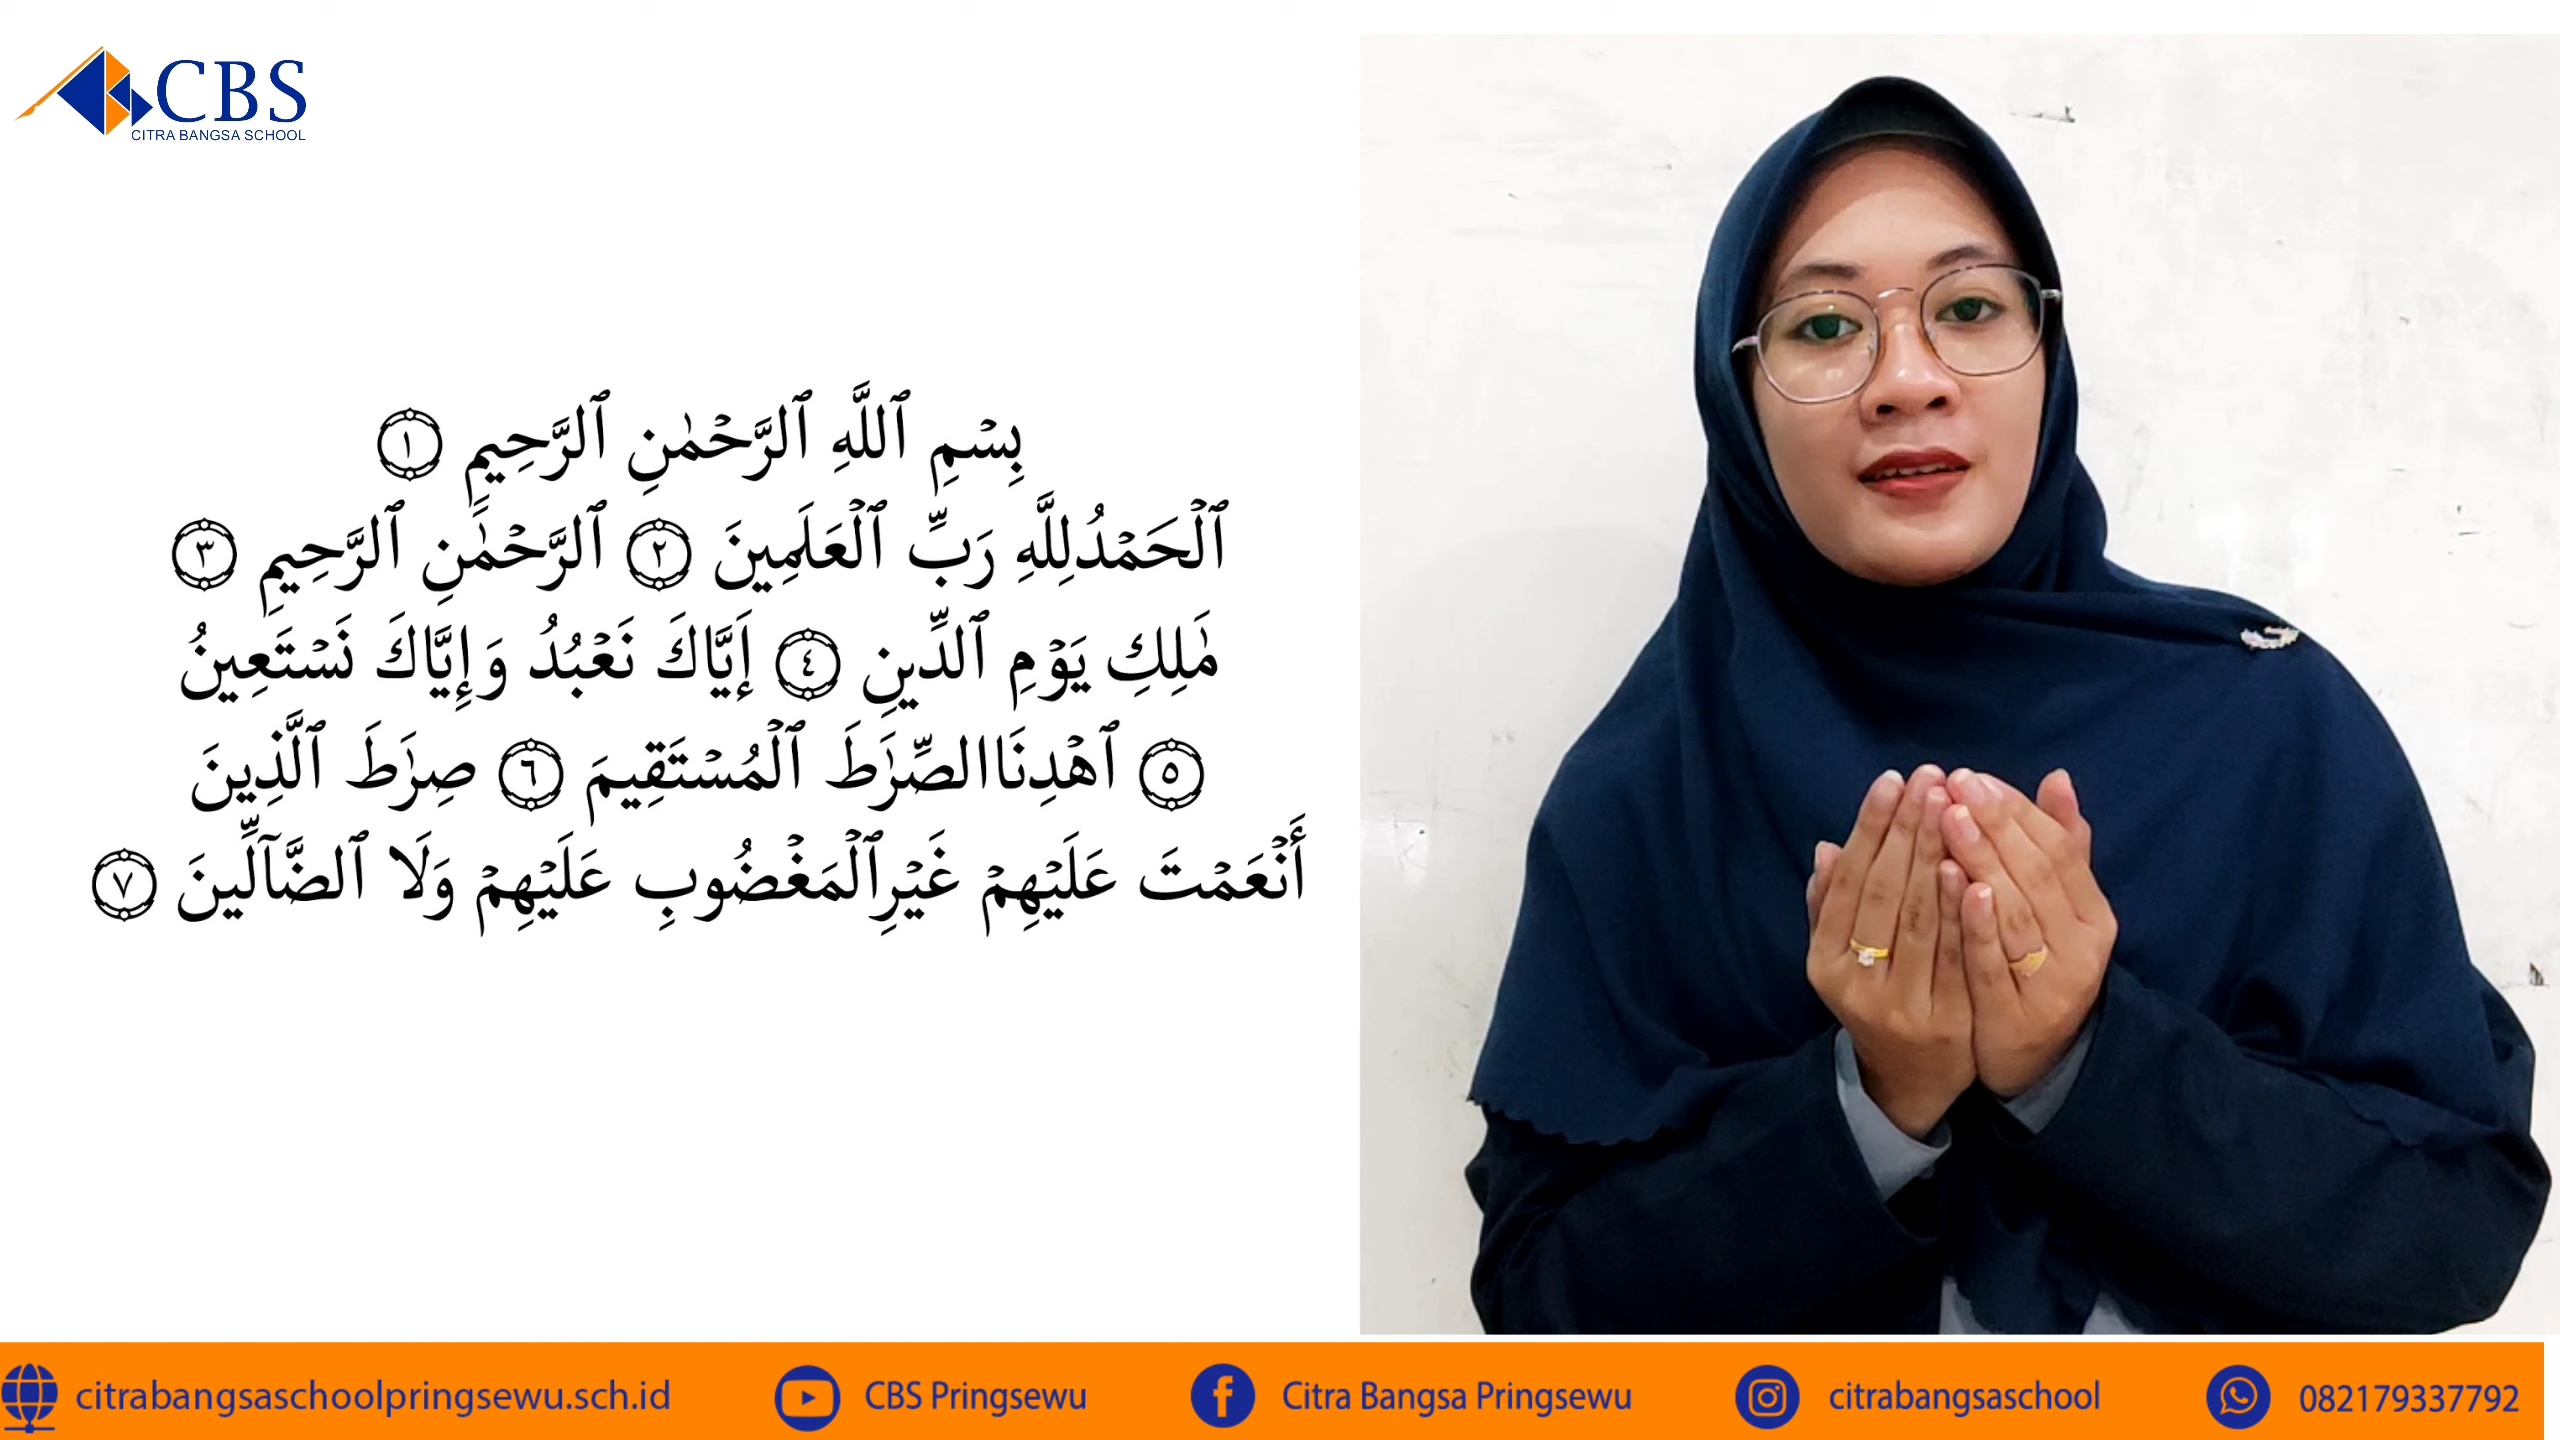 CBS
CITRA BANGSA SCHOOL
بِسْمِ ٱللَّهِ ٱلرَّحْمَٰنِ ٱلرَّحِيمِ ١
ٱلْحَمْدُلِلَّهِ رَبِّ ٱلْعَلَمِينَ ٢ ٱلرَّحْمَٰنِ ٱلرَّحِيمِ ٣
مَٰلِكِ يَوْمِ ٱلدِّينِ ٤ إَيَّاكَ نَعْبُدُ وَإِيَّاكَ نَسْتَعِينُ
٥ ٱهْدِنَاالصِّرَٰطَ ٱلْمُسْتَقِيمَ ٦ صِرَٰطَ ٱلَّذِينَ
أَنْعَمْتَ عَلَيْهِمْ غَيْرِٱلْمَغْضُوبِ عَلَيْهِمْ وَلَا ٱلضَّآلِّينَ ٧
citrabangsaschoolpringsewu.sch.id
CBS Pringsewu
Citra Bangsa Pringsewu
citrabangsaschool
082179337792